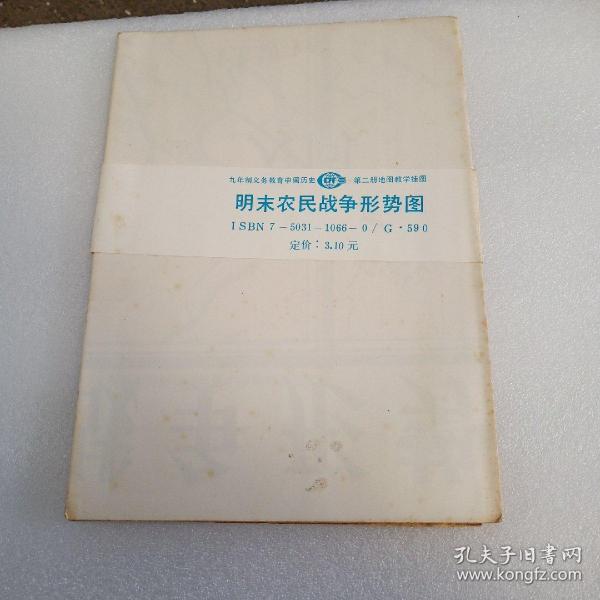 九年制义务教育中国历史 第二册地图教学挂图
明末农民战争形势图
ISBN 7-5031-1066-0/G·590
定价：3.10元
孔夫子旧书网
www.kongfz.com